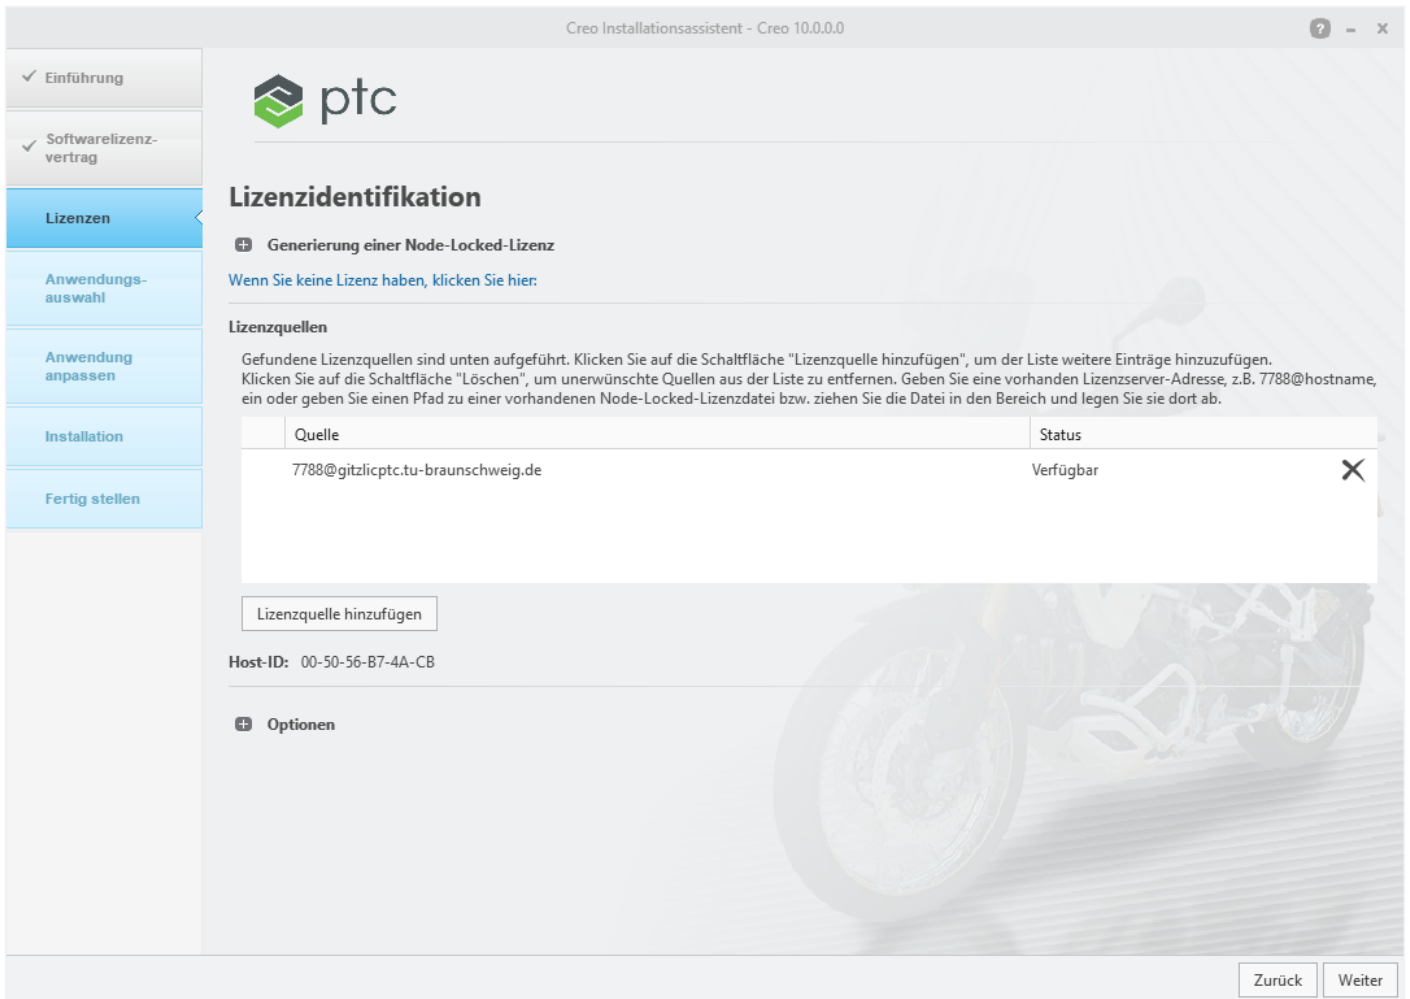 Creo Installationsassistent - Creo 10.0.0.0
?
Einführung
Softwarelizenz-
vertrag
Lizenzen
Anwendungs-
auswahl
Anwendung
anpassen
Installation
Fertig stellen
ptc
Lizenzidentifikation
Generierung einer Node-Locked-Lizenz
Wenn Sie keine Lizenz haben, klicken Sie hier:
Lizenzquellen
Gefundene Lizenzquellen sind unten aufgeführt. Klicken Sie auf die Schaltfläche "Lizenzquelle hinzufügen", um der Liste weitere Einträge hinzuzufügen.
Klicken Sie auf die Schaltfläche "Löschen", um unerwünschte Quellen aus der Liste zu entfernen. Geben Sie eine vorhanden Lizenzserver-Adresse, z.B. 7788@hostname,
ein oder geben Sie einen Pfad zu einer vorhandenen Node-Locked-Lizenzdatei bzw. ziehen Sie die Datei in den Bereich und legen Sie sie dort ab.
Quelle Status
7788@gitzlicptc.tu-braunschweig.de Verfügbar
Lizenzquelle hinzufügen
Host-ID: 00-50-56-B7-4A-CB
Optionen
Zurück Weiter